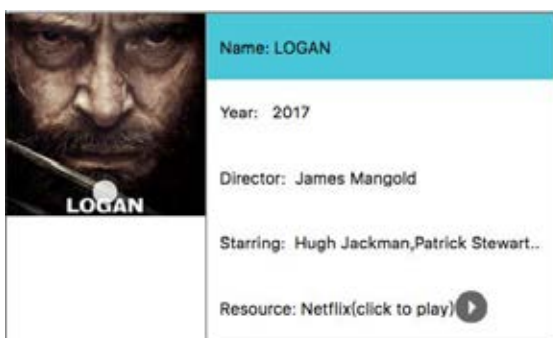 LOGAN
Name: LOGAN
Year: 2017
Director: James Mangold
Starring: Hugh Jackman,Patrick Stewart..
Resource: Netflix(click to play)